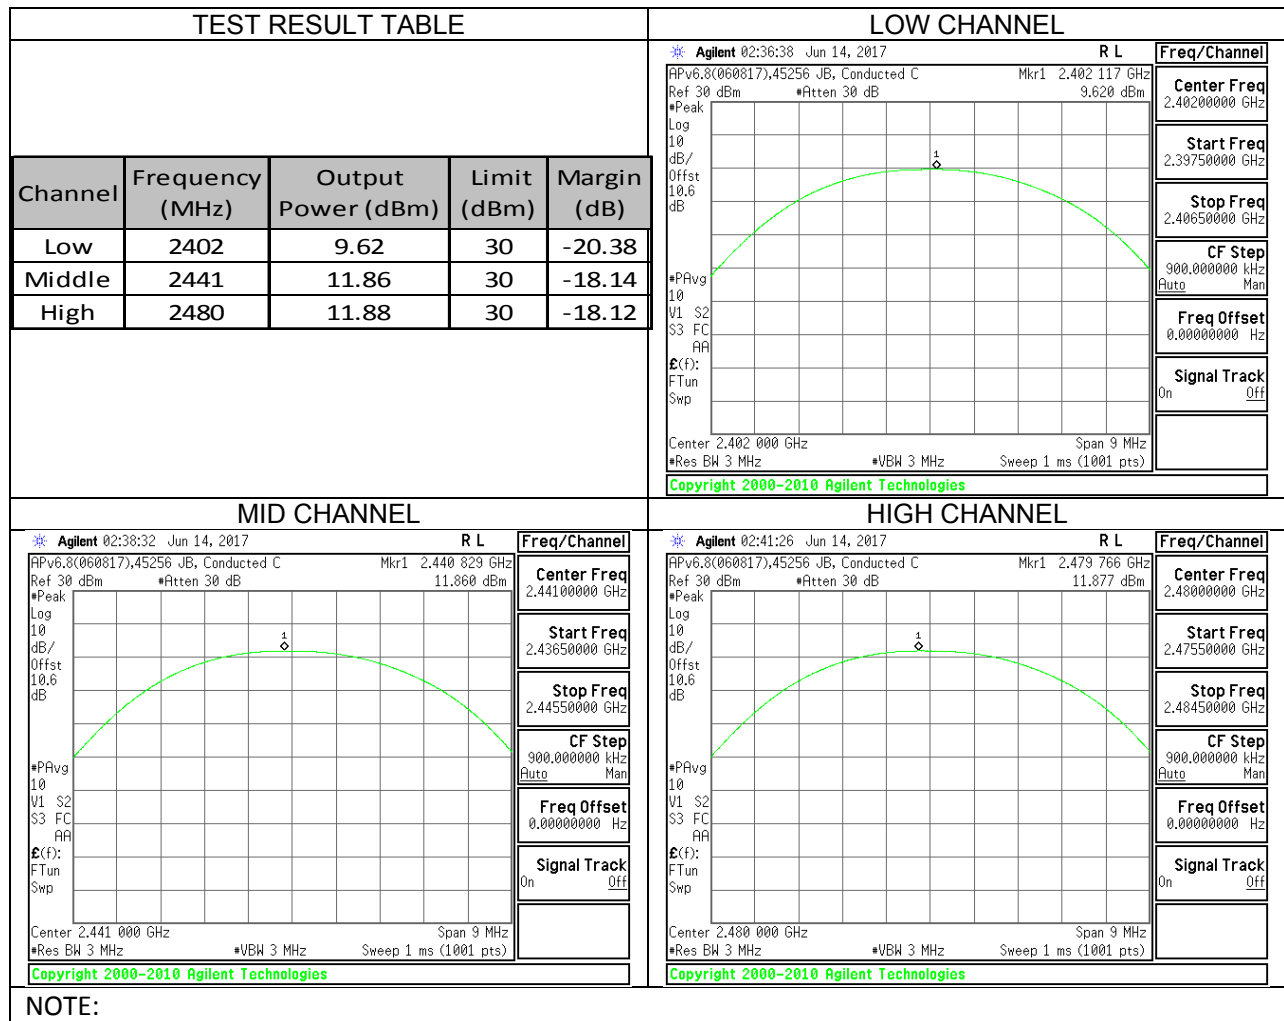 TEST RESULT TABLE
Channel Frequency (MHz) Output Power (dBm) Limit (dBm) Margin (dB)
Low 2402 9.62 30 -20.38
Middle 2441 11.86 30 -18.14
High 2480 11.88 30 -18.12
LOW CHANNEL
Agilent 02:36:38 Jun 14, 2017 R L
APv6.8(060817),45256 JB, Conducted C Mkr1 2.402 117 GHz
Ref 30 dBm #Atten 30 dB 9.620 dBm
#Peak
Log
10
dB/
Offst
10.6
dB
1
#PAvg
10
V1 S2
S3 FC
AA
£(f):
FTun
Swp
Center 2.402 000 GHz Span 9 MHz
#Res BW 3 MHz #VBW 3 MHz Sweep 1 ms (1001 pts)
Copyright 2000-2010 Agilent Technologies
Freq/Channel
Center Freq
2.40200000 GHz
Start Freq
2.39750000 GHz
Stop Freq
2.40650000 GHz
CF Step
900.000000 kHz
Auto Man
Freq Offset
0.00000000 Hz
Signal Track
On Off
MID CHANNEL
Agilent 02:38:32 Jun 14, 2017 R L
APv6.8(060817),45256 JB, Conducted C Mkr1 2.440 829 GHz
Ref 30 dBm #Atten 30 dB 11.860 dBm
#Peak
Log
10
dB/
Offst
10.6
dB
1
#PAvg
10
V1 S2
S3 FC
AA
£(f):
FTun
Swp
Center 2.441 000 GHz Span 9 MHz
#Res BW 3 MHz #VBW 3 MHz Sweep 1 ms (1001 pts)
Copyright 2000-2010 Agilent Technologies
Freq/Channel
Center Freq
2.44100000 GHz
Start Freq
2.43650000 GHz
Stop Freq
2.44550000 GHz
CF Step
900.000000 kHz
Auto Man
Freq Offset
0.00000000 Hz
Signal Track
On Off
HIGH CHANNEL
Agilent 02:41:26 Jun 14, 2017 R L
APv6.8(060817),45256 JB, Conducted C Mkr1 2.479 766 GHz
Ref 30 dBm #Atten 30 dB 11.877 dBm
#Peak
Log
10
dB/
Offst
10.6
dB
1
#PAvg
10
V1 S2
S3 FC
AA
£(f):
FTun
Swp
Center 2.480 000 GHz Span 9 MHz
#Res BW 3 MHz #VBW 3 MHz Sweep 1 ms (1001 pts)
Copyright 2000-2010 Agilent Technologies
Freq/Channel
Center Freq
2.48000000 GHz
Start Freq
2.47550000 GHz
Stop Freq
2.48450000 GHz
CF Step
900.000000 kHz
Auto Man
Freq Offset
0.00000000 Hz
Signal Track
On Off
NOTE: